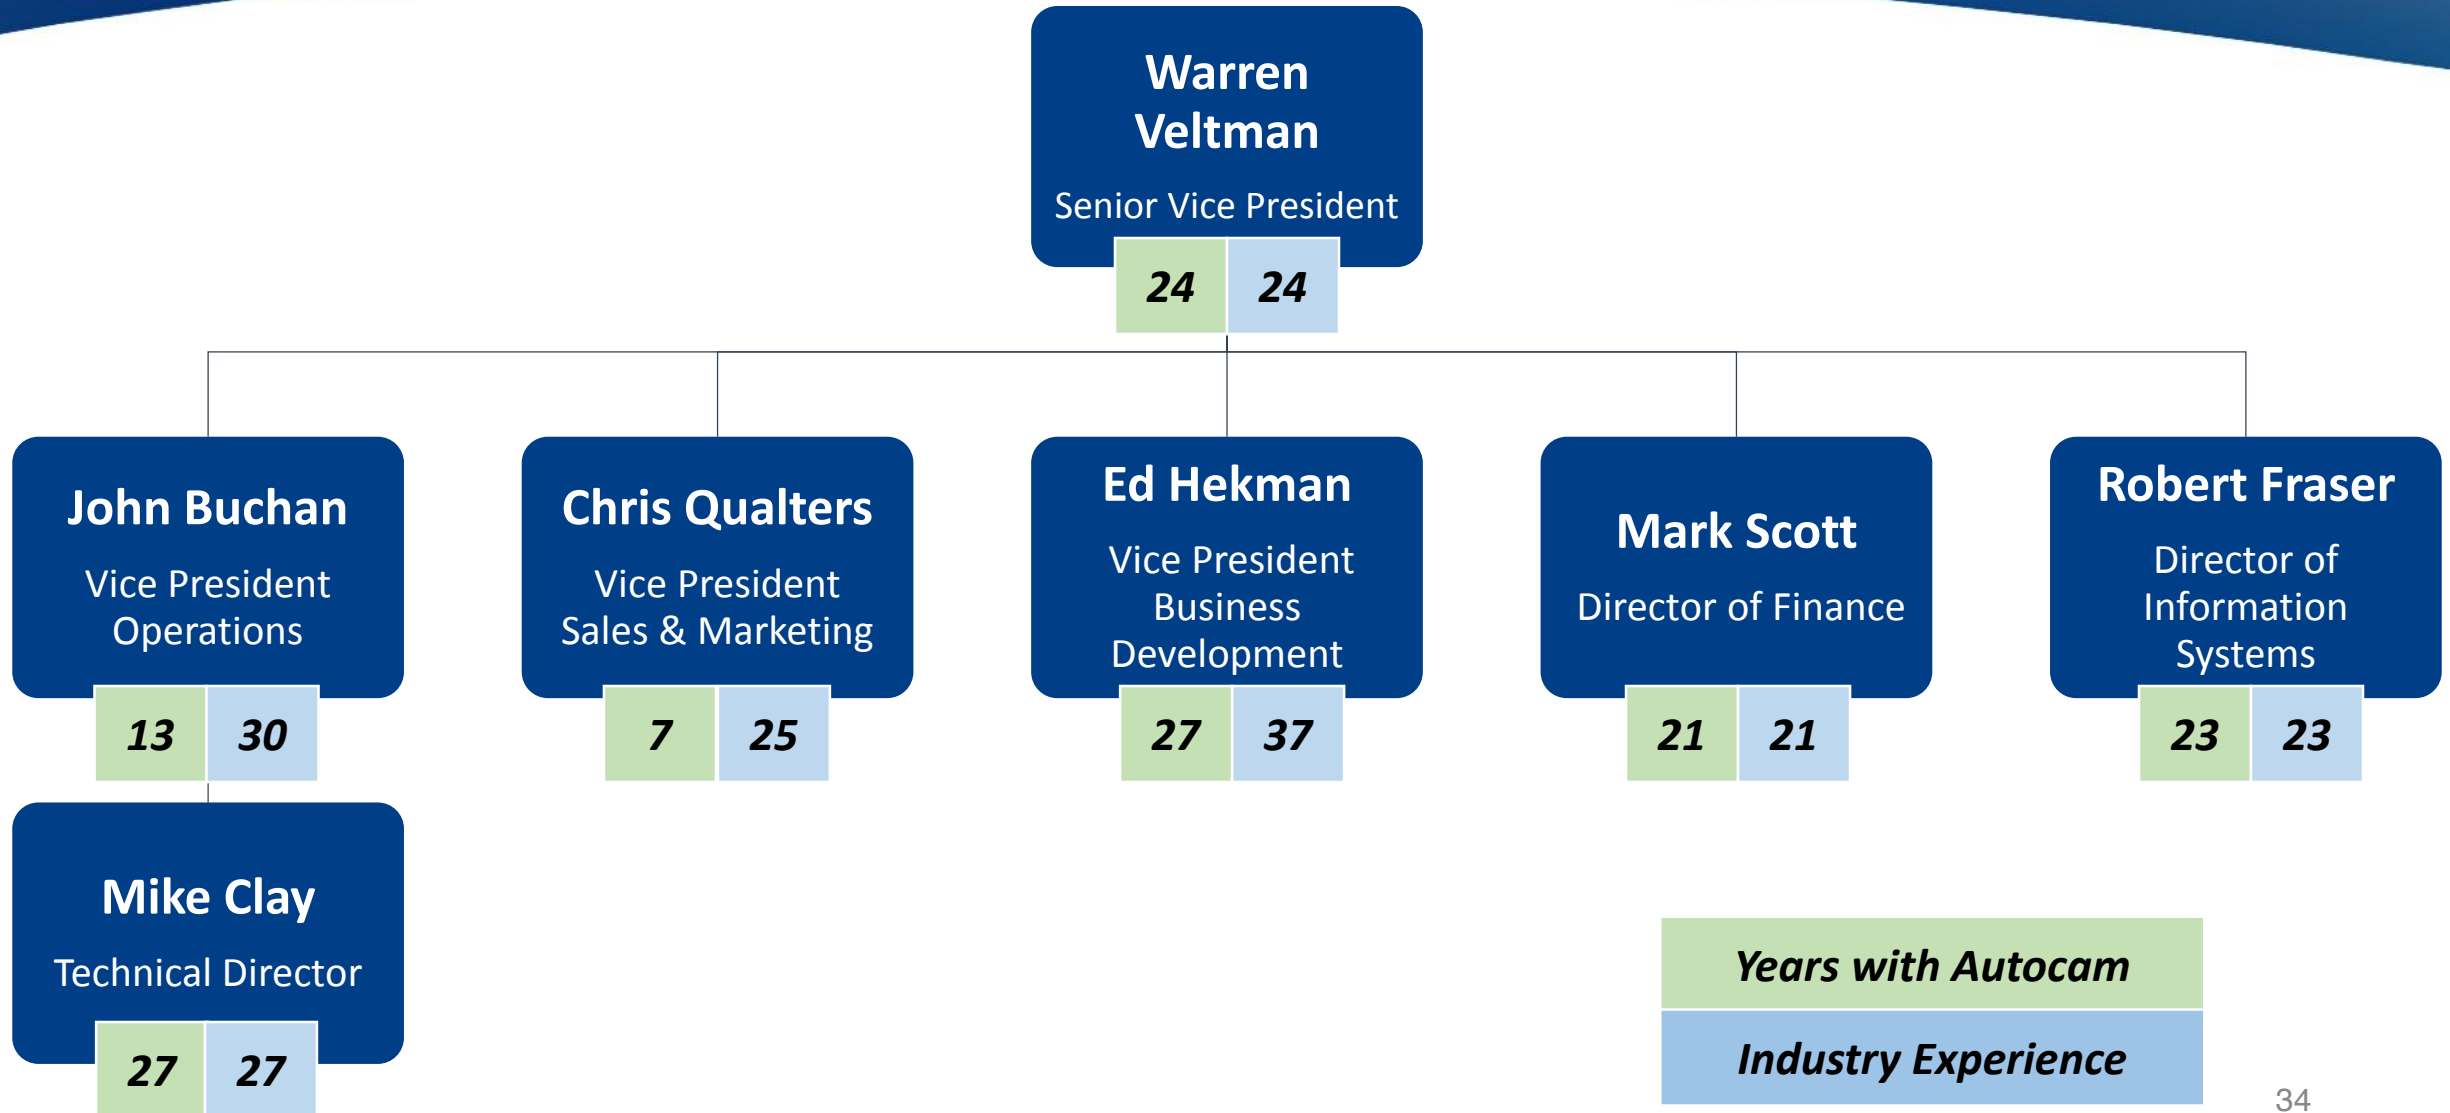 Warren
Veltman
Senior Vice President
24 24
John Buchan
Vice President
Operations
13 30
Chris Qualters
Vice President
Sales & Marketing
7 25
Ed Hekman
Vice President
Business
Development
27 37
Mark Scott
Director of Finance
21 21
Robert Fraser
Director of
Information
Systems
23 23
Mike Clay
Technical Director
27 27
Years with Autocam
Industry Experience
34